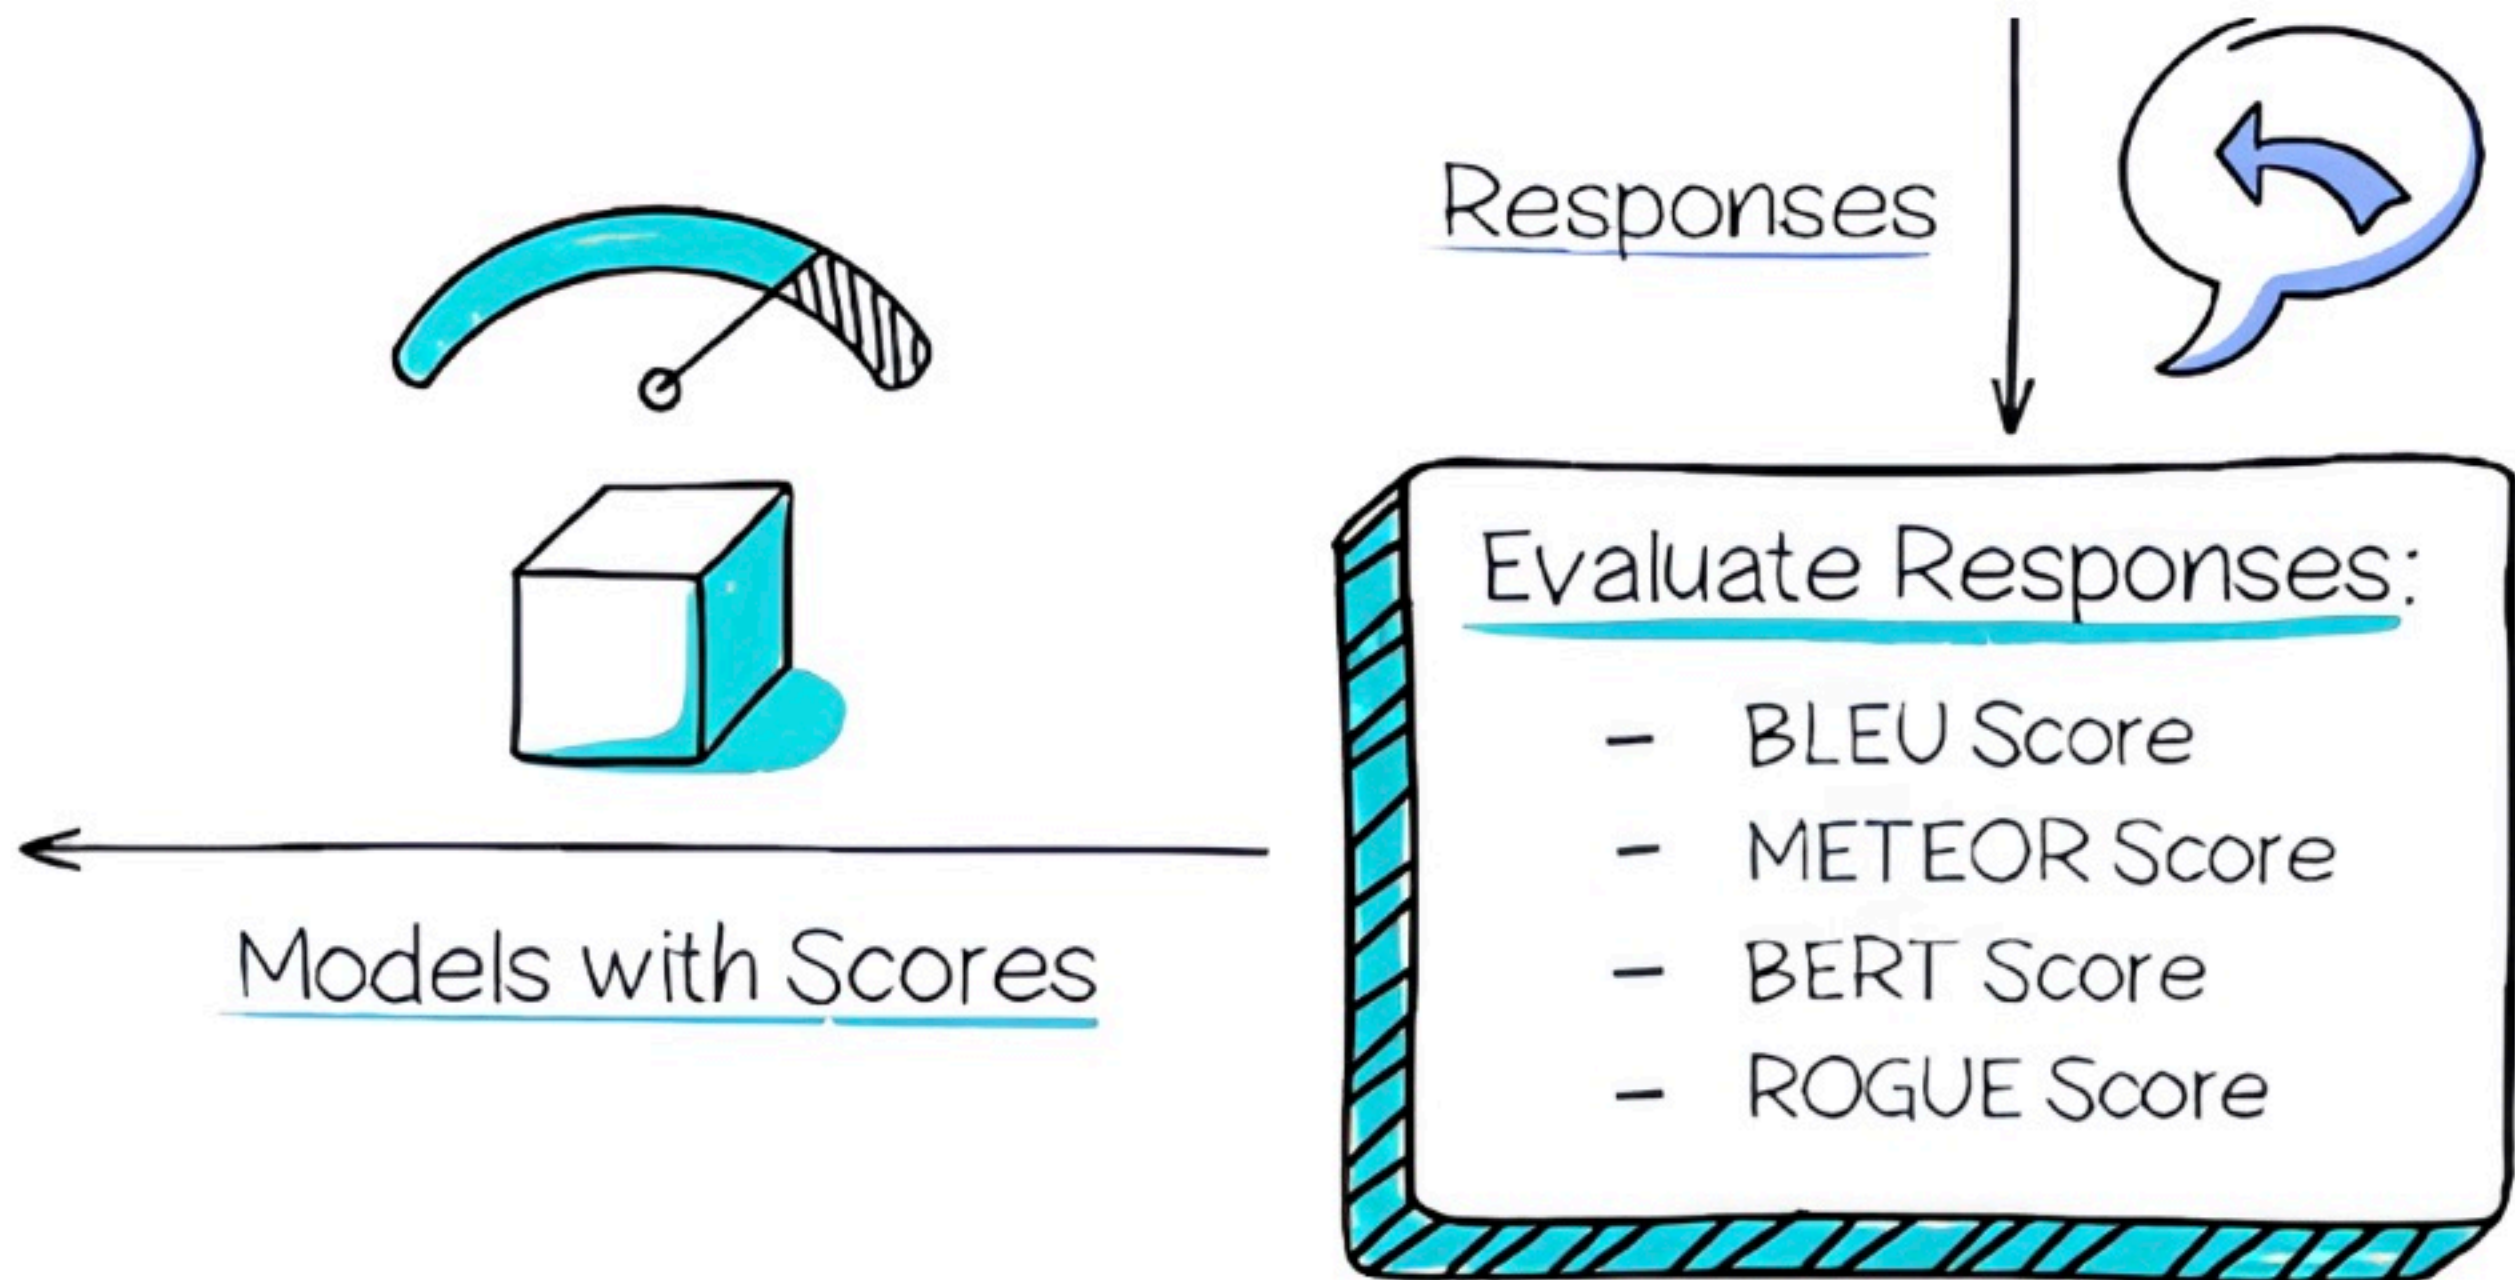 Responses
Evaluate Responses:
- BLEU Score
- METEOR Score
- BERT Score
- ROGUE Score
Models with Scores